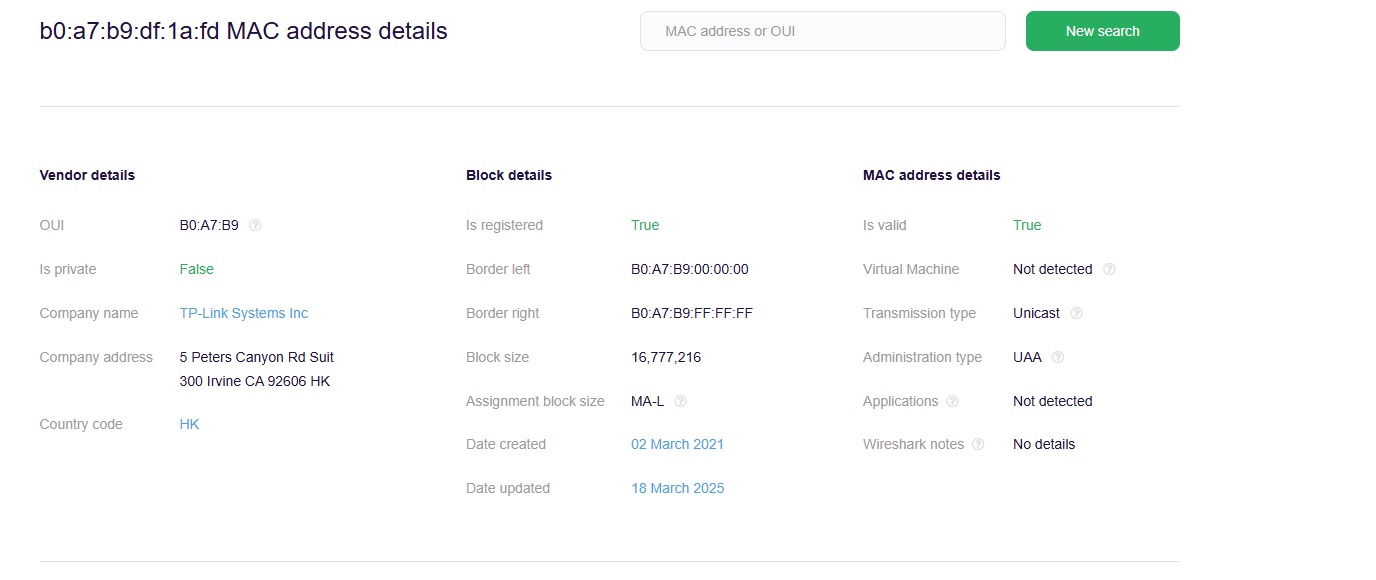 b0:a7:b9:df:1a:fd MAC address details
MAC address or OUI
New search
Vendor details
OUI B0:A7:B9 ?
Is private False
Company name TP-Link Systems Inc
Company address 5 Peters Canyon Rd Suit
300 Irvine CA 92606 HK
Country code HK
Block details
Is registered True
Border left B0:A7:B9:00:00:00
Border right B0:A7:B9:FF:FF:FF
Block size 16,777,216
Assignment block size MA-L ?
Date created 02 March 2021
Date updated 18 March 2025
MAC address details
Is valid True
Virtual Machine Not detected ?
Transmission type Unicast ?
Administration type UAA ?
Applications ? Not detected
Wireshark notes ? No details